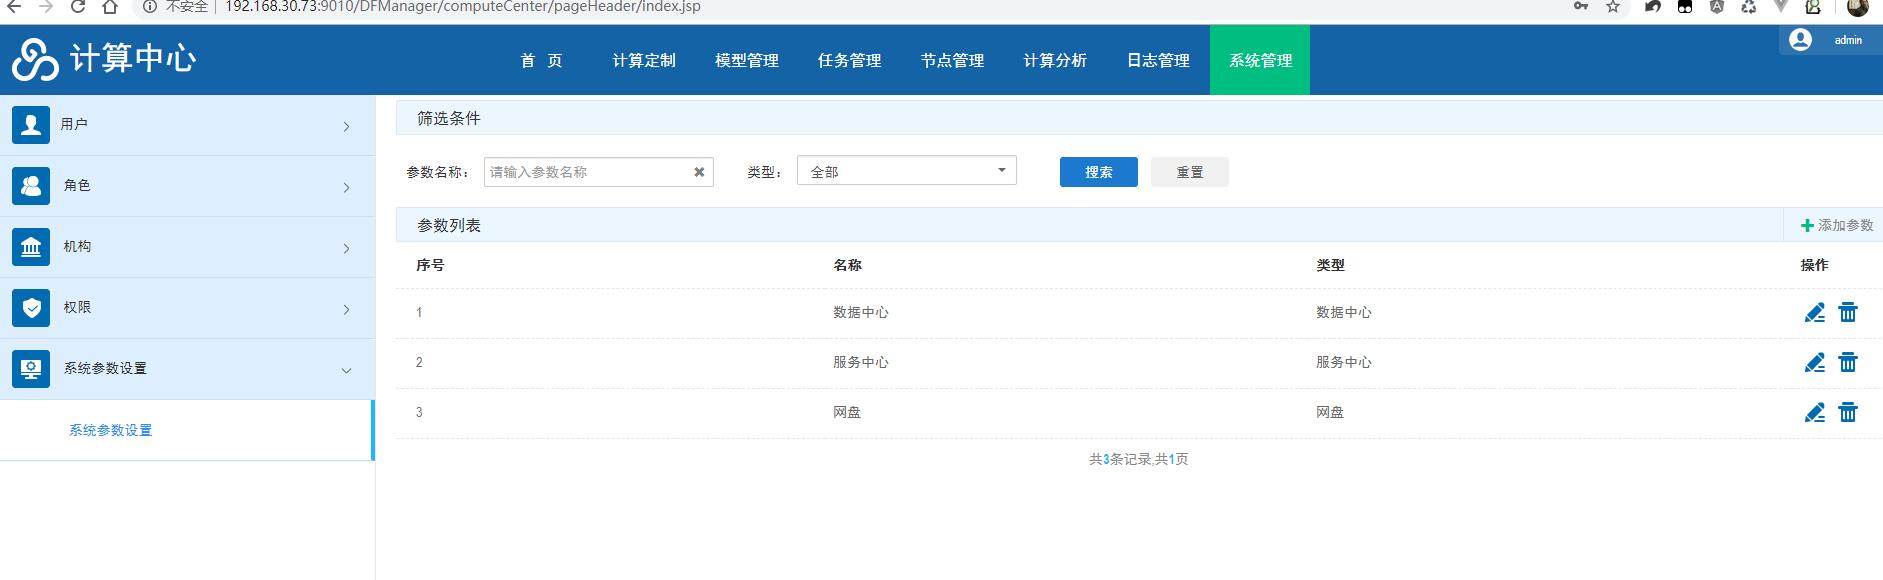 不安全 192.168.30.73:9010/DFManager/computeCenter/pageHeader/index.jsp
计算中心 首 页 计算定制 模型管理 任务管理 节点管理 计算分析 日志管理 系统管理 admin
用户
角色
机构
权限
系统参数设置
系统参数设置
筛选条件
参数名称: 请输入参数名称 类型: 全部 搜索 重置
参数列表 添加参数
序号 名称 类型 操作
1 数据中心 数据中心
2 服务中心 服务中心
3 网盘 网盘
共3条记录,共1页